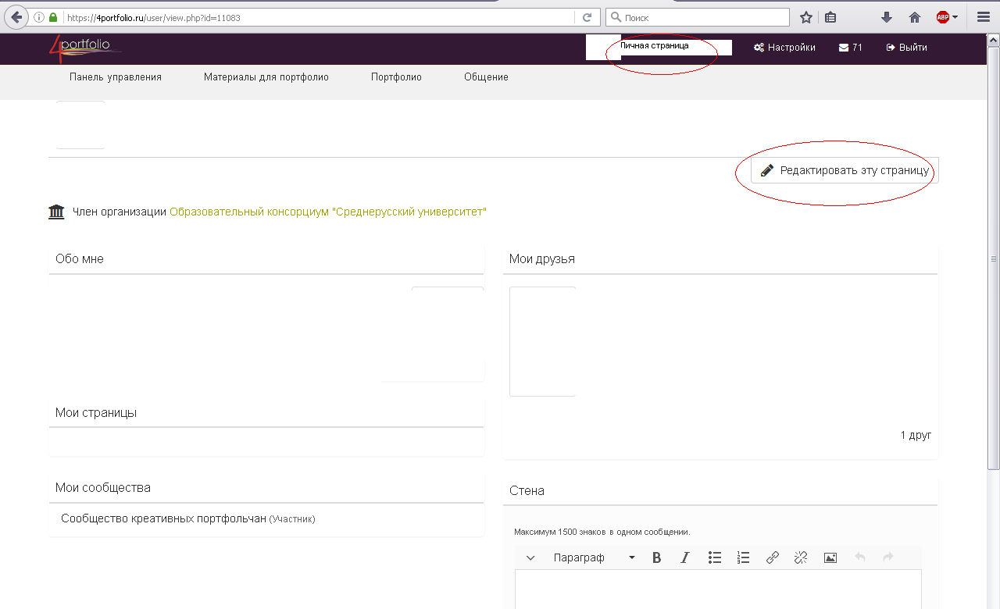 https://4portfolio.ru/user/view.php?id=11083
Поиск
ABP
4portfolio
Личная страница
Настройки
71
Выйти
Панель управления
Материалы для портфолио
Портфолио
Общение
Редактировать эту страницу
Член организации Образовательный консорциум "Среднерусский университет"
Обо мне
Мои друзья
1 друг
Мои страницы
Мои сообщества
Сообщество креативных портфольчан (Участник)
Стена
Максимум 1500 знаков в одном сообщении.
Параграф
B
I